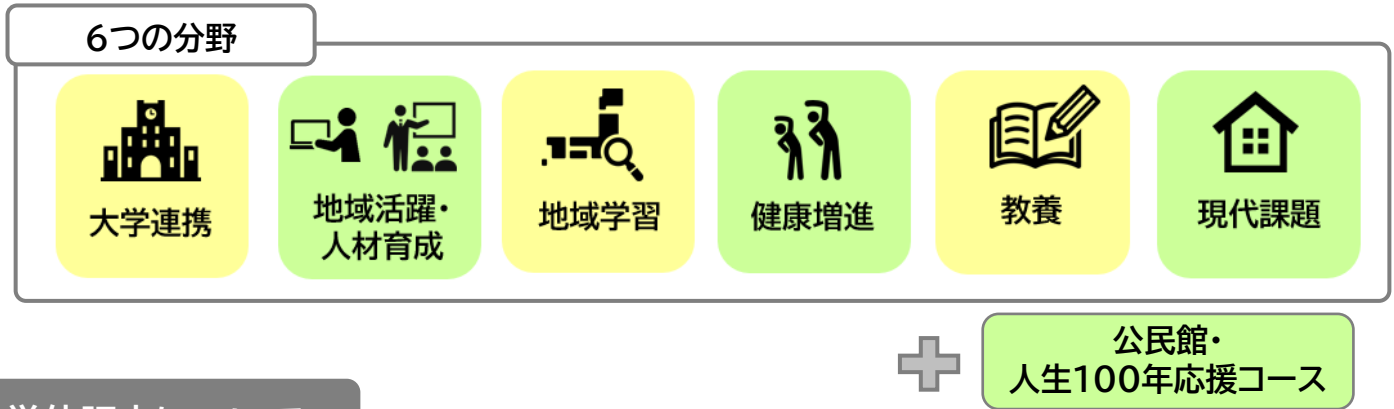 6つの分野
大学連携
地域活躍・
人材育成
地域学習
健康増進
教養
現代課題
公民館・
人生100年応援コース